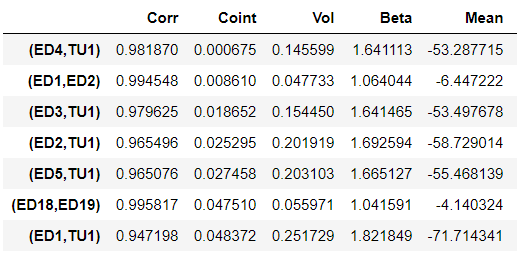 Corr Coint Vol Beta Mean
(ED4,TU1) 0.981870 0.000675 0.145599 1.641113 -53.287715
(ED1,ED2) 0.994548 0.008610 0.047733 1.064044 -6.447222
(ED3,TU1) 0.979625 0.018652 0.154450 1.641465 -53.497678
(ED2,TU1) 0.965496 0.025295 0.201919 1.692594 -58.729014
(ED5,TU1) 0.965076 0.027458 0.203103 1.665127 -55.468139
(ED18,ED19) 0.995817 0.047510 0.055971 1.041591 -4.140324
(ED1,TU1) 0.947198 0.048372 0.251729 1.821849 -71.714341